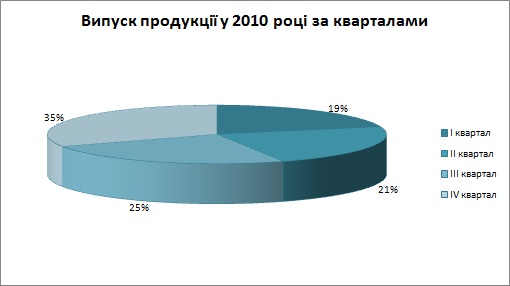 Випуск продукції у 2010 році за кварталами
19%
35%
21%
25%
I квартал
II квартал
III квартал
IV квартал